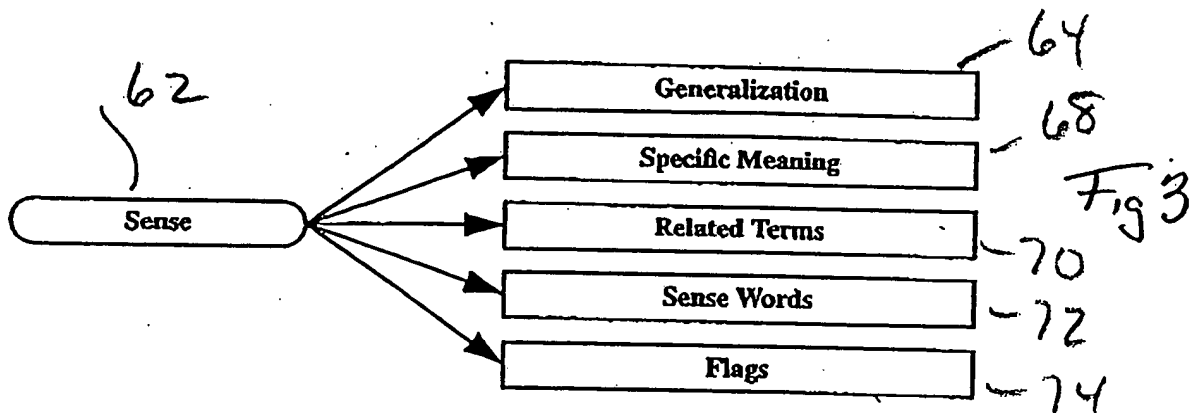 64
62
Generalization
68
Specific Meaning
Fig 3
Sense
Related Terms
70
Sense Words
72
Flags
74